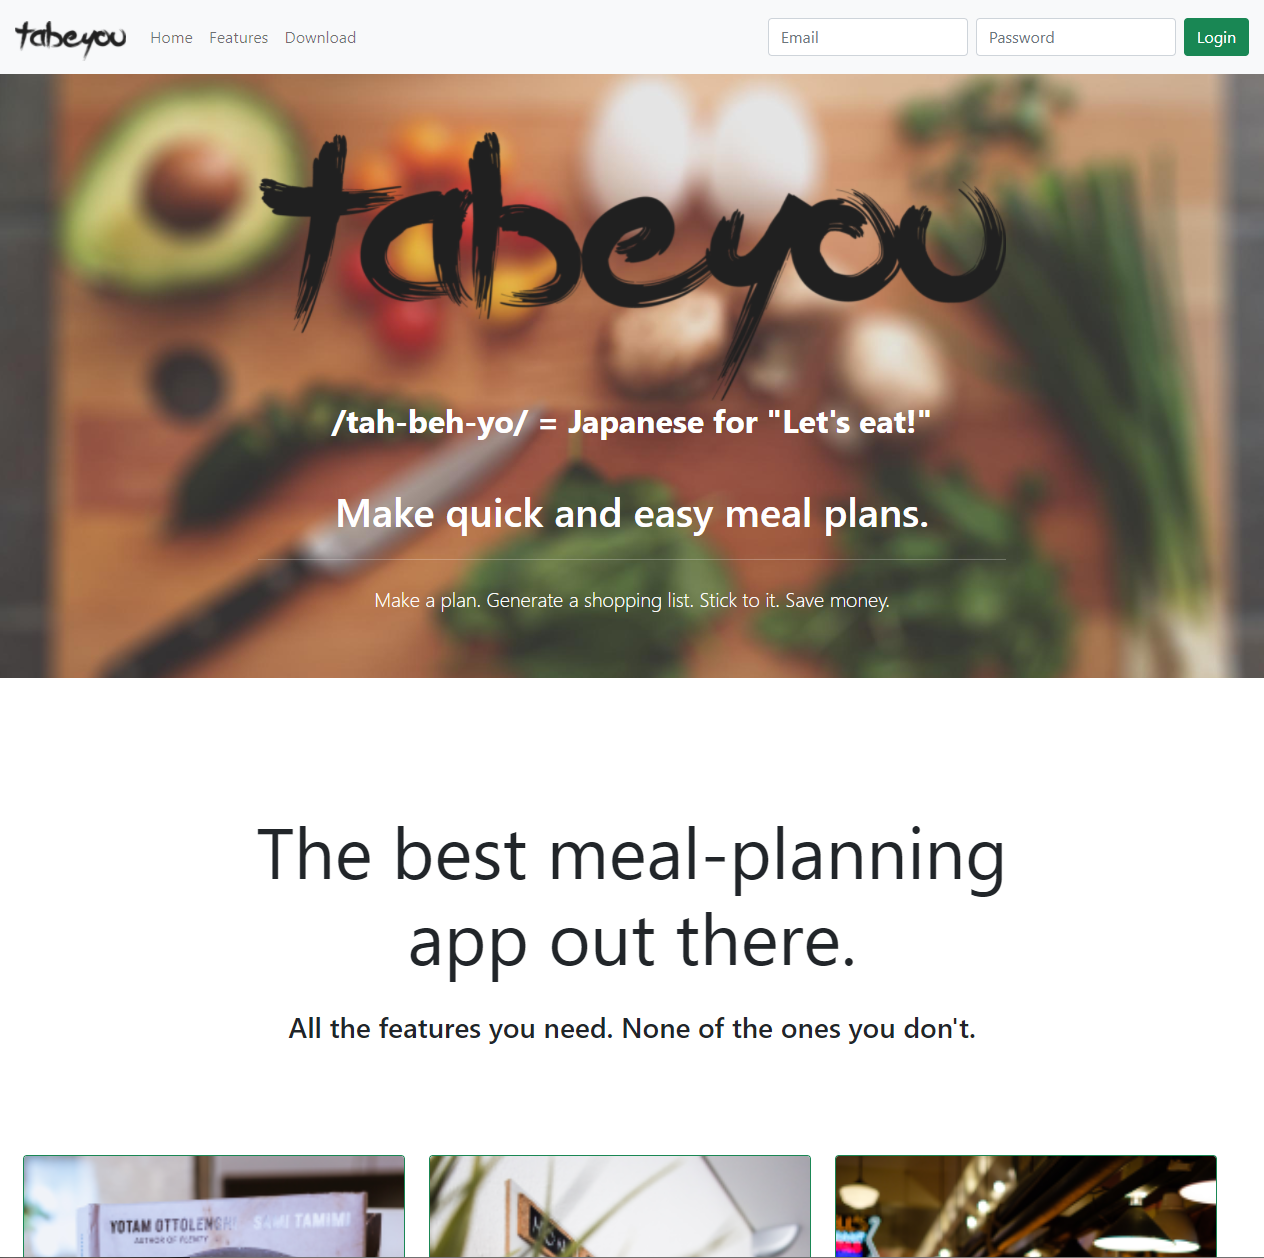 tabeyou Home Features Download Email Password Login
tabeyou
/tah-beh-yo/ = Japanese for "Let's eat!"
Make quick and easy meal plans.
Make a plan. Generate a shopping list. Stick to it. Save money.
The best meal-planning
app out there.
All the features you need. None of the ones you don't.
YOTAM OTTOLENGHI SAMI TAMIMI
AUTHOR OF PLENTY